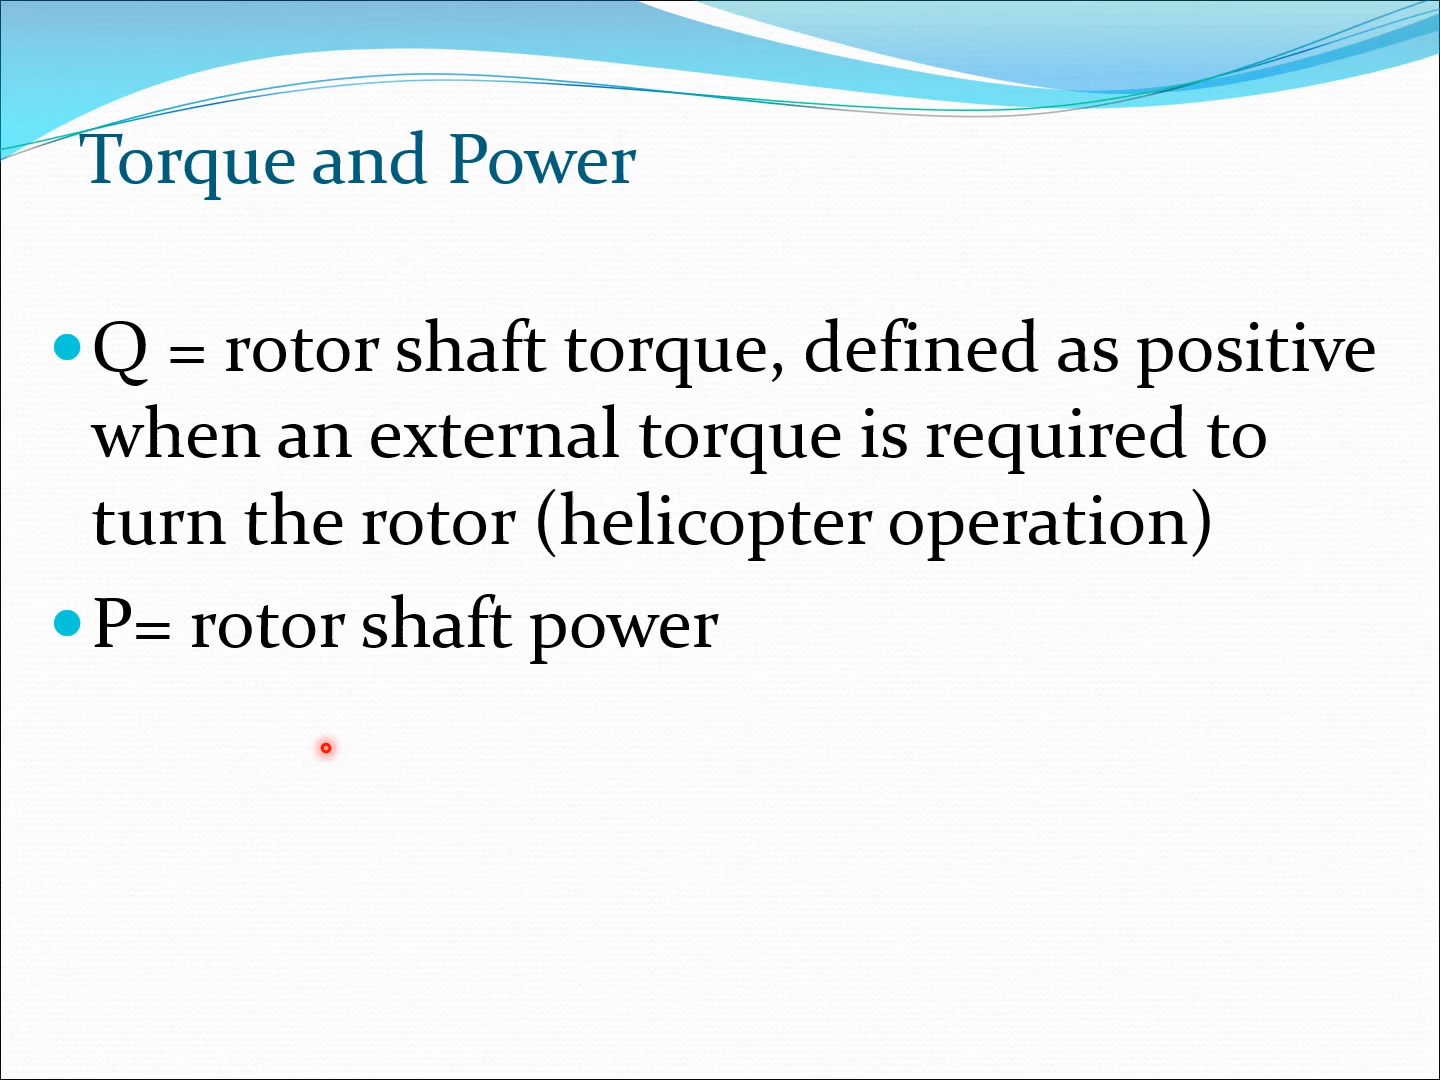 Torque and Power
• Q = rotor shaft torque, defined as positive
when an external torque is required to
turn the rotor (helicopter operation)
• P= rotor shaft power